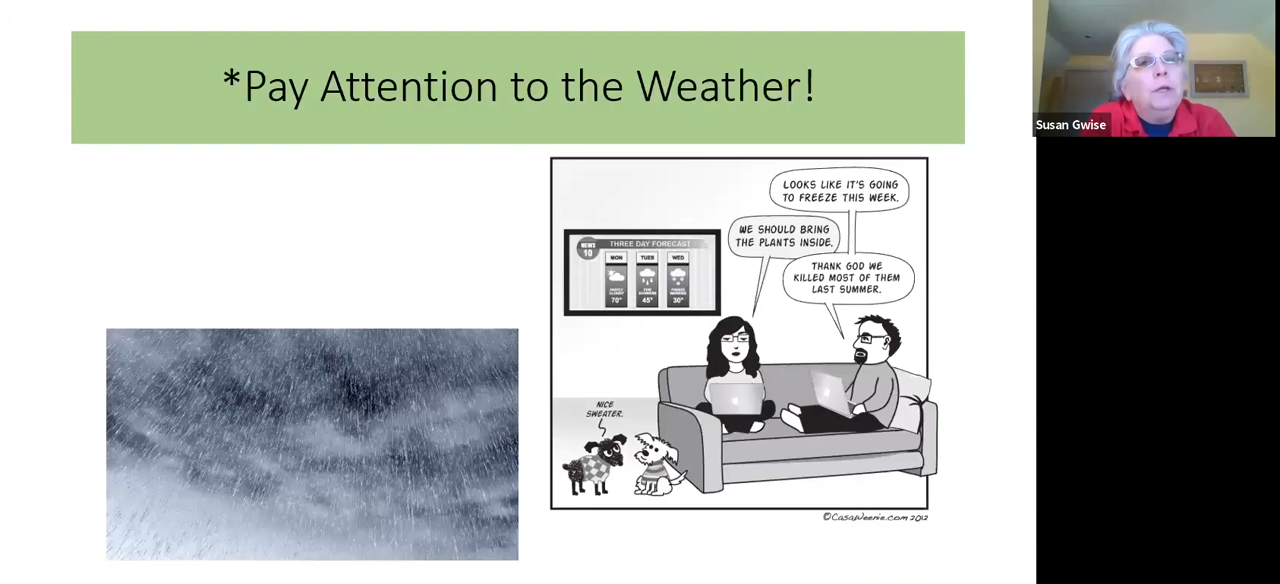 *Pay Attention to the Weather!
Susan Gwise
LOOKS LIKE IT'S GOING
TO FREEZE THIS WEEK.
WE SHOULD BRING
THE PLANTS INSIDE.
THANK GOD WE
KILLED MOST OF THEM
LAST SUMMER.
NEWS
10
THREE DAY FORECAST
MON
TUES
WED
70°
45°
30°
NICE
SWEATER.
©CasaWeenie.com 2012